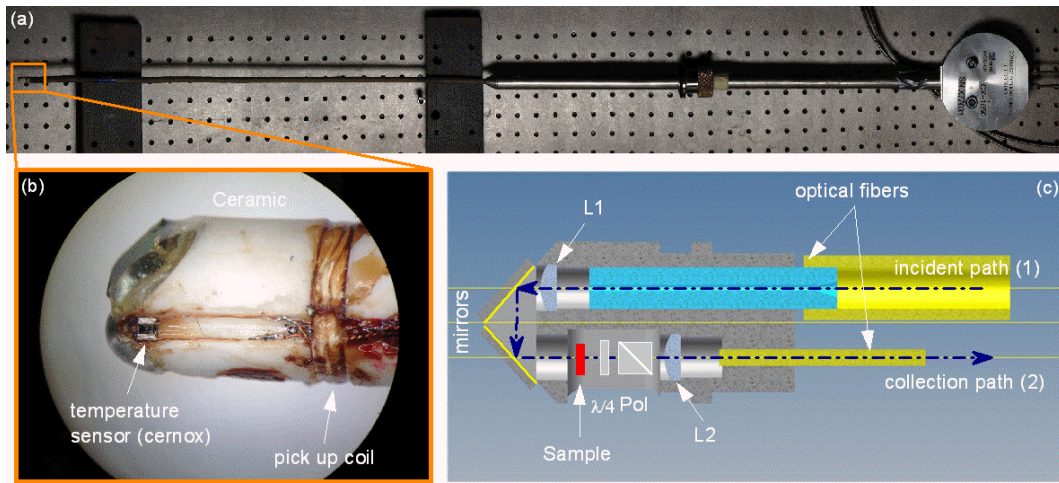 (a)
(b)
Ceramic
temperature
sensor (cernox)
pick up coil
(c)
optical fibers
L1
incident path (1)
mirrors
collection path (2)
λ/4 Pol
L2
Sample